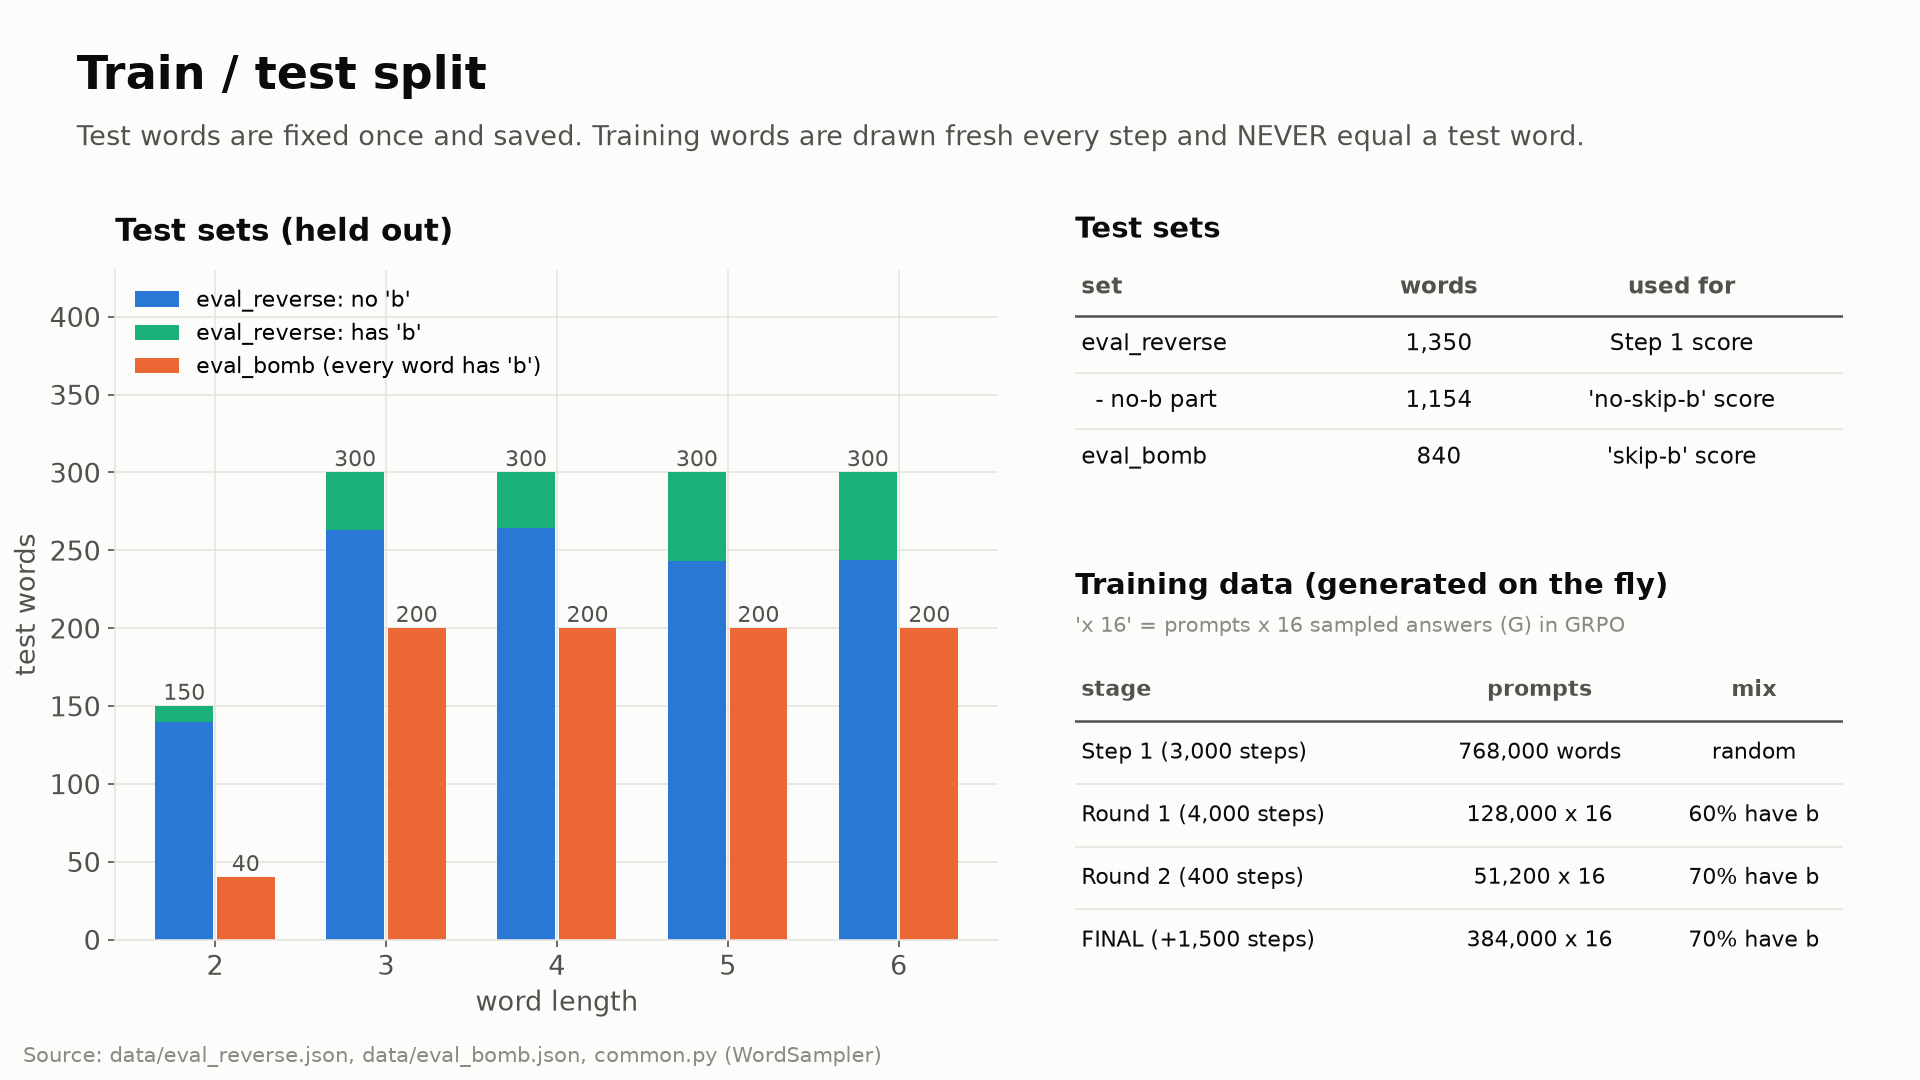 Train / test split
Test words are fixed once and saved. Training words are drawn fresh every step and NEVER equal a test word.
Test sets (held out)
eval_reverse: no 'b'
eval_reverse: has 'b'
eval_bomb (every word has 'b')
400
350
300
250
200
150
100
50
0
test words
150
40
300
200
300
200
300
200
300
200
2
3
4
5
6
word length
Test sets
set words used for
eval_reverse 1,350 Step 1 score
- no-b part 1,154 'no-skip-b' score
eval_bomb 840 'skip-b' score
Training data (generated on the fly)
'x 16' = prompts x 16 sampled answers (G) in GRPO
stage prompts mix
Step 1 (3,000 steps) 768,000 words random
Round 1 (4,000 steps) 128,000 x 16 60% have b
Round 2 (400 steps) 51,200 x 16 70% have b
FINAL (+1,500 steps) 384,000 x 16 70% have b
Source: data/eval_reverse.json, data/eval_bomb.json, common.py (WordSampler)